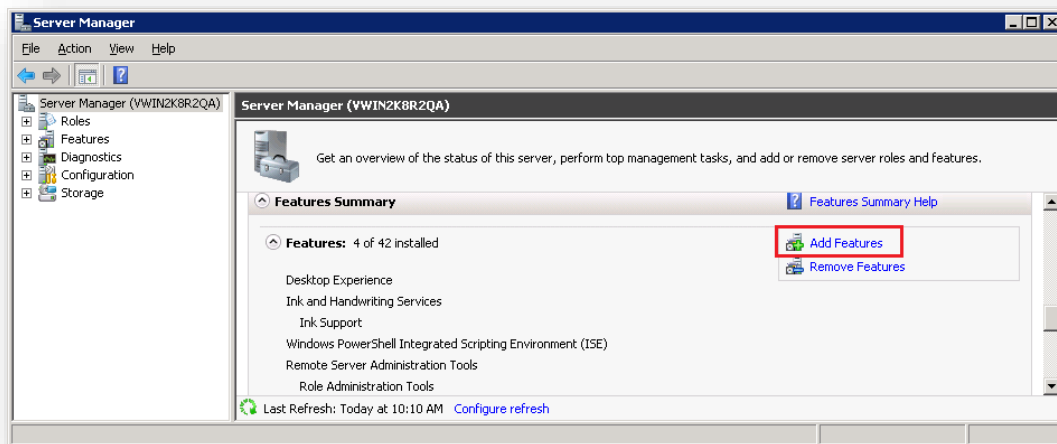 Server Manager
File Action View Help
Server Manager (VWIN2K8R2QA)
Roles
Features
Diagnostics
Configuration
Storage
Server Manager (VWIN2K8R2QA)
Get an overview of the status of this server, perform top management tasks, and add or remove server roles and features.
Features Summary
Features Summary Help
Features: 4 of 42 installed
Add Features
Remove Features
Desktop Experience
Ink and Handwriting Services
Ink Support
Windows PowerShell Integrated Scripting Environment (ISE)
Remote Server Administration Tools
Role Administration Tools
Last Refresh: Today at 10:10 AM Configure refresh